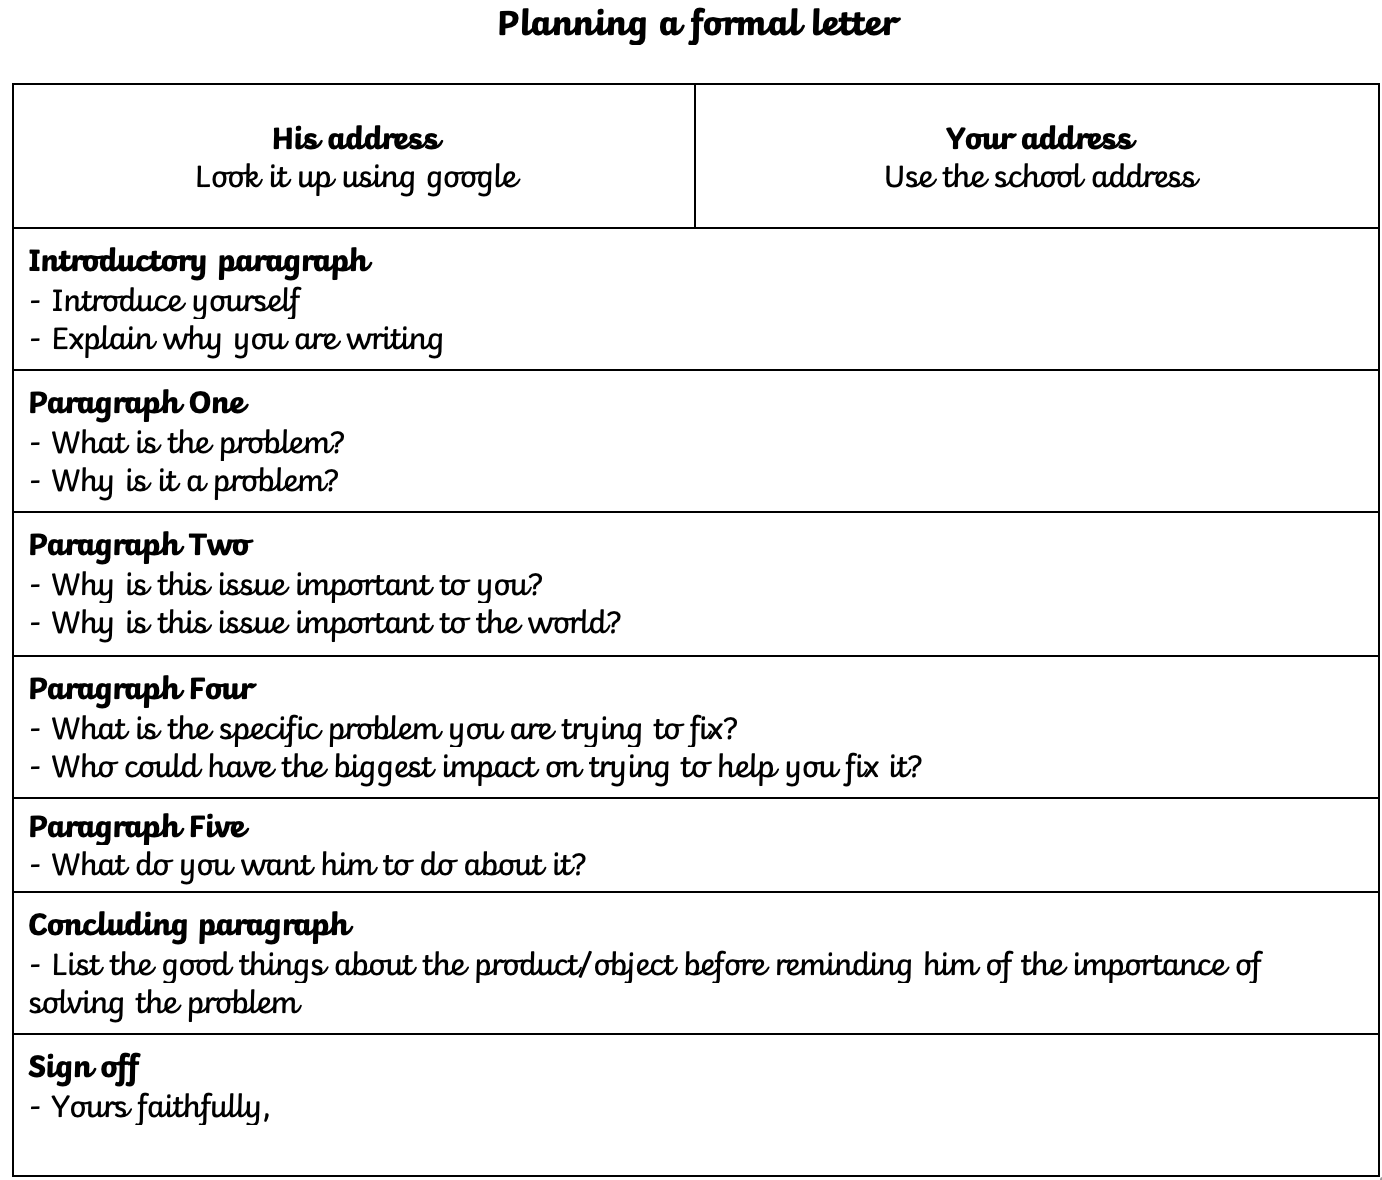 Planning a formal letter
His address
Look it up using google
Your address
Use the school address
Introductory paragraph
- Introduce yourself
- Explain why you are writing
Paragraph One
- What is the problem?
- Why is it a problem?
Paragraph Two
- Why is this issue important to you?
- Why is this issue important to the world?
Paragraph Four
- What is the specific problem you are trying to fix?
- Who could have the biggest impact on trying to help you fix it?
Paragraph Five
- What do you want him to do about it?
Concluding paragraph
- List the good things about the product/object before reminding him of the importance of
solving the problem
Sign off
- Yours faithfully,